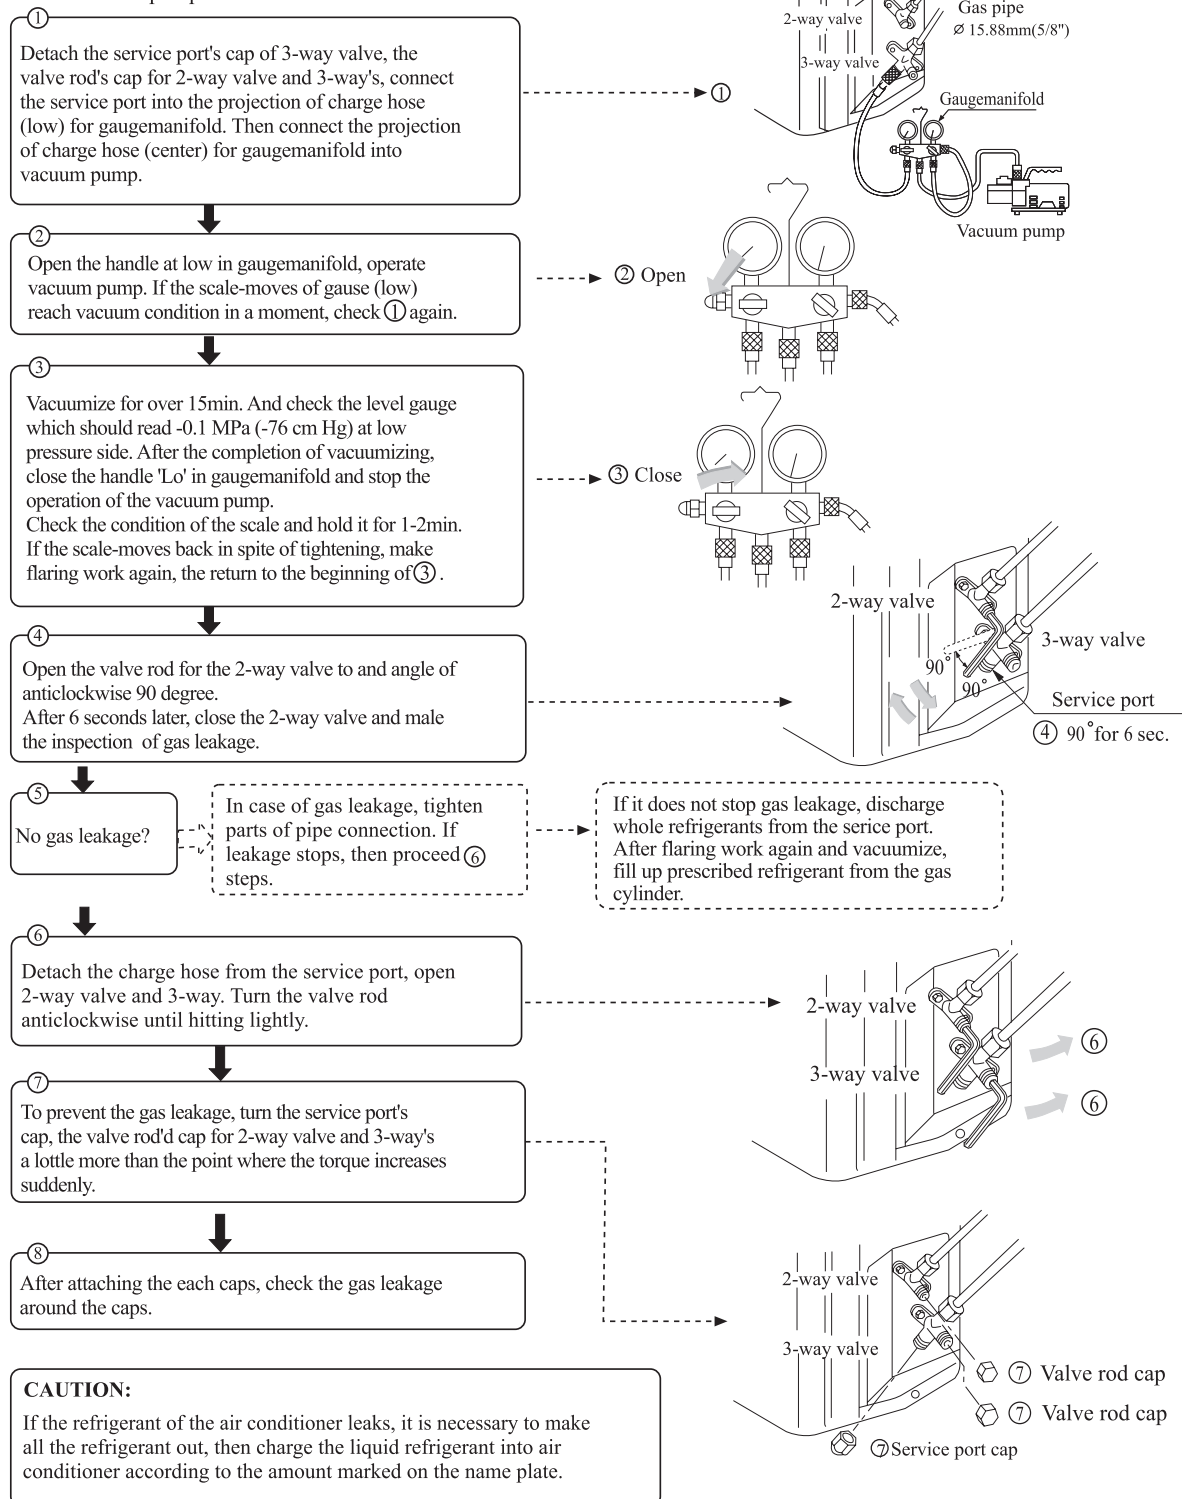 ①
Detach the service port's cap of 3-way valve, the
valve rod's cap for 2-way valve and 3-way's, connect
the service port into the projection of charge hose
(low) for gaugemanifold. Then connect the projection
of charge hose (center) for gaugemanifold into
vacuum pump.
①
2-way valve
3-way valve
Gas pipe
Ø 15.88mm(5/8")
Gaugemanifold
Vacuum pump
②
Open the handle at low in gaugemanifold, operate
vacuum pump. If the scale-moves of gause (low)
reach vacuum condition in a moment, check ① again.
② Open
③
Vacuumize for over 15min. And check the level gauge
which should read -0.1 MPa (-76 cm Hg) at low
pressure side. After the completion of vacuumizing,
close the handle 'Lo' in gaugemanifold and stop the
operation of the vacuum pump.
Check the condition of the scale and hold it for 1-2min.
If the scale-moves back in spite of tightening, make
flaring work again, the return to the beginning of ③ .
③ Close
④
Open the valve rod for the 2-way valve to and angle of
anticlockwise 90 degree.
After 6 seconds later, close the 2-way valve and male
the inspection of gas leakage.
2-way valve
3-way valve
90°
90°
Service port
④ 90°for 6 sec.
⑤
No gas leakage?
In case of gas leakage, tighten
parts of pipe connection. If
leakage stops, then proceed ⑥
steps.
If it does not stop gas leakage, discharge
whole refrigerants from the serice port.
After flaring work again and vacuumize,
fill up prescribed refrigerant from the gas
cylinder.
⑥
Detach the charge hose from the service port, open
2-way valve and 3-way. Turn the valve rod
anticlockwise until hitting lightly.
2-way valve
3-way valve
⑥
⑥
⑦
To prevent the gas leakage, turn the service port's
cap, the valve rod'd cap for 2-way valve and 3-way's
a lottle more than the point where the torque increases
suddenly.
⑧
After attaching the each caps, check the gas leakage
around the caps.
2-way valve
3-way valve
⑦ Valve rod cap
⑦ Valve rod cap
⑦Service port cap
CAUTION:
If the refrigerant of the air conditioner leaks, it is necessary to make
all the refrigerant out, then charge the liquid refrigerant into air
conditioner according to the amount marked on the name plate.